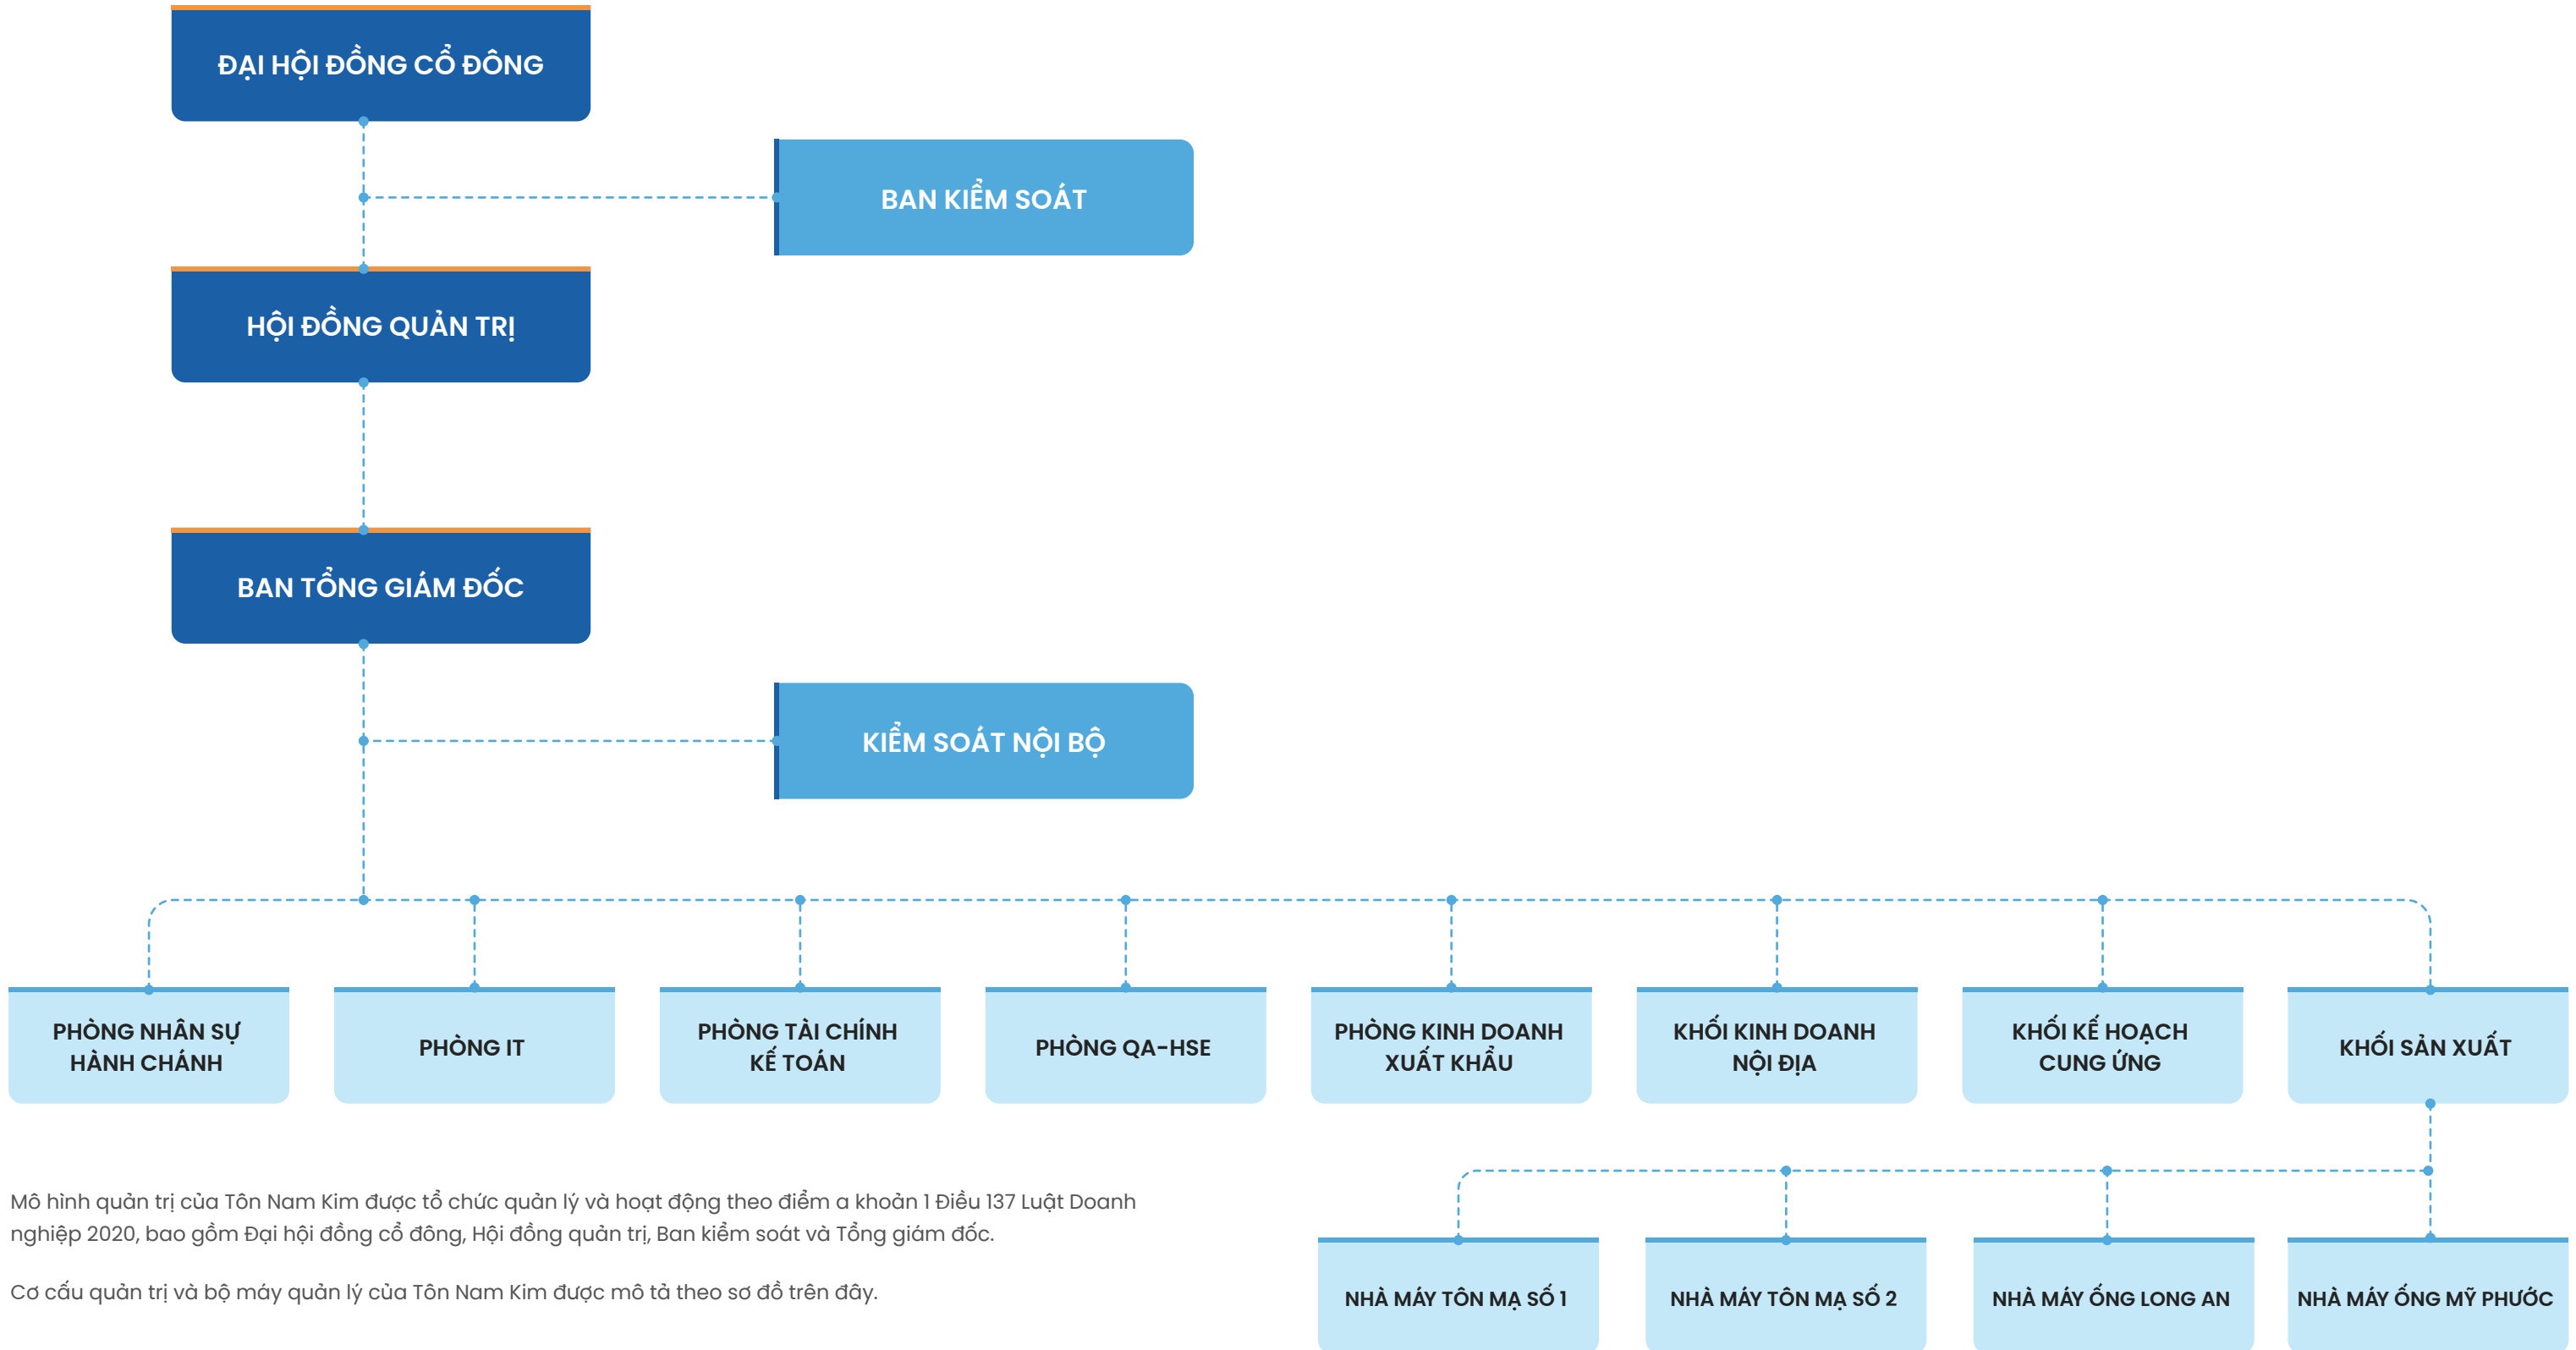 ĐẠI HỘI ĐỒNG CỔ ĐÔNG
BAN KIỂM SOÁT
HỘI ĐỒNG QUẢN TRỊ
BAN TỔNG GIÁM ĐỐC
KIỂM SOÁT NỘI BỘ
PHÒNG NHÂN SỰ
HÀNH CHÁNH
PHÒNG IT
PHÒNG TÀI CHÍNH
KẾ TOÁN
PHÒNG QA-HSE
PHÒNG KINH DOANH
XUẤT KHẨU
KHỐI KINH DOANH
NỘI ĐỊA
KHỐI KẾ HOẠCH
CUNG ỨNG
KHỐI SẢN XUẤT
Mô hình quản trị của Tôn Nam Kim được tổ chức quản lý và hoạt động theo điểm a khoản 1 Điều 137 Luật Doanh
nghiệp 2020, bao gồm Đại hội đồng cổ đông, Hội đồng quản trị, Ban kiểm soát và Tổng giám đốc.
Cơ cấu quản trị và bộ máy quản lý của Tôn Nam Kim được mô tả theo sơ đồ trên đây.
NHÀ MÁY TÔN MẠ SỐ 1
NHÀ MÁY TÔN MẠ SỐ 2
NHÀ MÁY ỐNG LONG AN
NHÀ MÁY ỐNG MỸ PHƯỚC